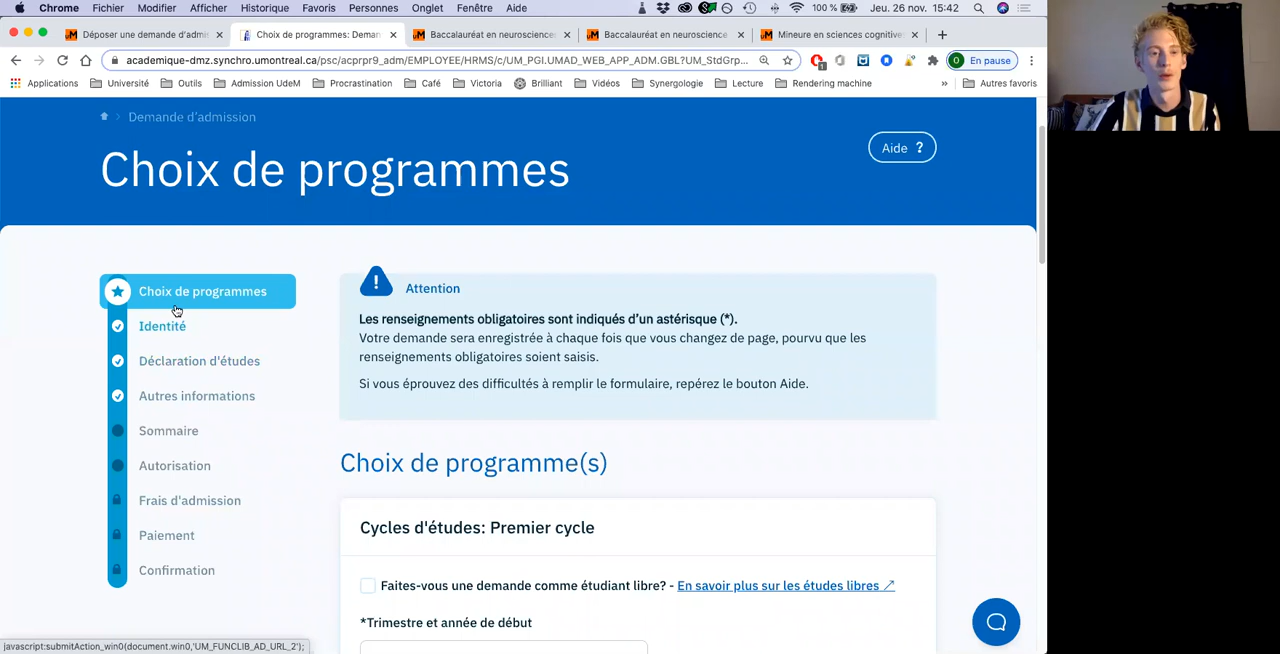 Chrome Fichier Modifier Afficher Historique Favoris Personnes Onglet Fenêtre Aide 100 % Jeu. 26 nov. 15:42
Déposer une demande d'admis Choix de programmes: Deman Baccalauréat en neurosciences Baccalauréat en neuroscience Mineure en sciences cognitive
academique-dmz.synchro.umontreal.ca/psc/acprpr9_adm/EMPLOYEE/HRMS/c/UM_PGI.UMAD_WEB_APP_ADM.GBL?UM_StdGrp... 1 O En pause
Applications Université Outils Admission UdeM Procrastination Café Victoria Brilliant Vidéos Synergologie Lecture Rendering machine » Autres favoris
Demande d'admission
Choix de programmes
Aide ?
Choix de programmes
Identité
Déclaration d'études
Autres informations
Sommaire
Autorisation
Frais d'admission
Paiement
Confirmation
Attention
Les renseignements obligatoires sont indiqués d'un astérisque (*).
Votre demande sera enregistrée à chaque fois que vous changez de page, pourvu que les
renseignements obligatoires soient saisis.
Si vous éprouvez des difficultés à remplir le formulaire, repérez le bouton Aide.
Choix de programme(s)
Cycles d'études: Premier cycle
Faites-vous une demande comme étudiant libre? - En savoir plus sur les études libres
*Trimestre et année de début
javascript:submitAction_win0(document.win0,'UM_FUNCLIB_AD_URL_2');